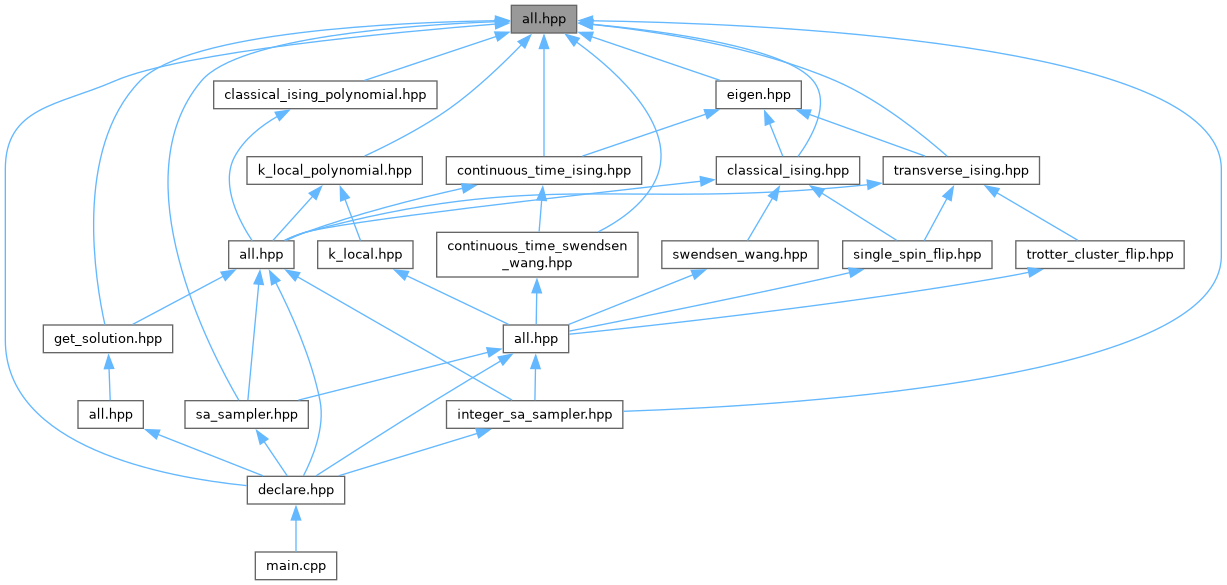 all.hpp
classical_ising_polynomial.hpp
eigen.hpp
k_local_polynomial.hpp
continuous_time_ising.hpp
classical_ising.hpp
transverse_ising.hpp
all.hpp
k_local.hpp
continuous_time_swendsen
_wang.hpp
swendsen_wang.hpp
single_spin_flip.hpp
trotter_cluster_flip.hpp
get_solution.hpp
all.hpp
all.hpp
sa_sampler.hpp
integer_sa_sampler.hpp
declare.hpp
main.cpp